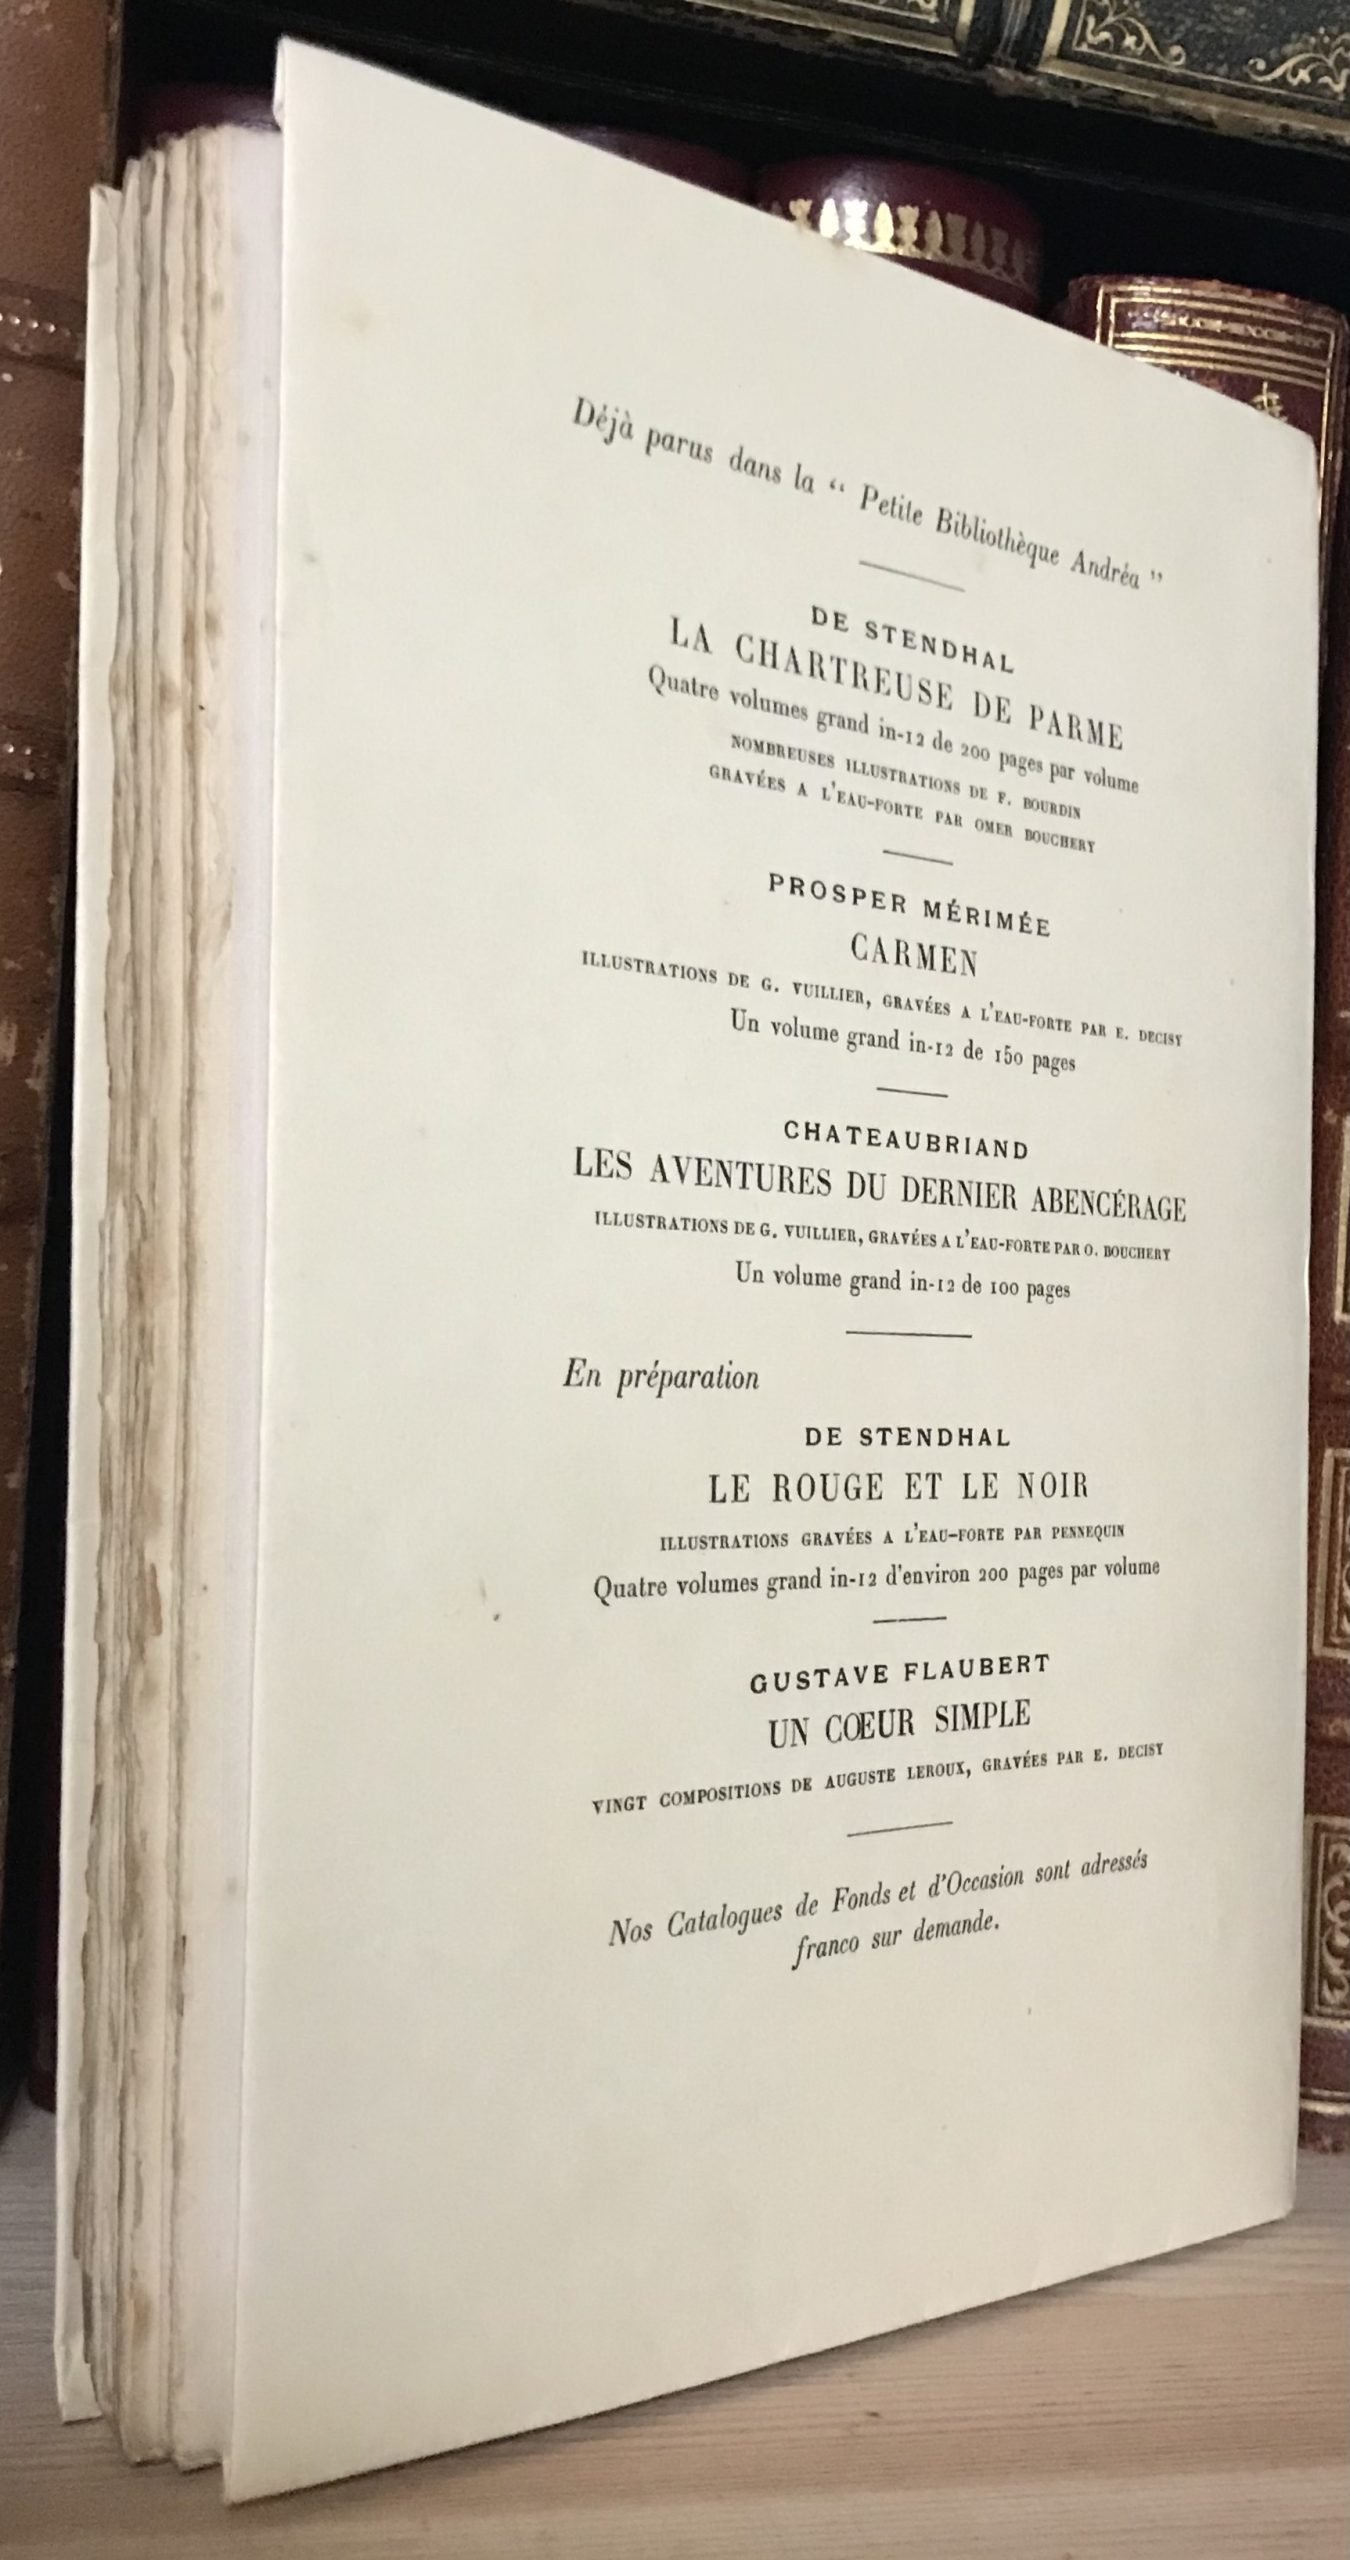 Déjà parus dans la “ Petite Bibliothèque Andréa ”
DE STENDHAL
LA CHARTREUSE DE PARME
Quatre volumes grand in-12 de 200 pages par volume
NOMBREUSES ILLUSTRATIONS DE F. BOURDIN
GRAVÉES A L'EAU-FORTE PAR OMER BOUCHERY
PROSPER MÉRIMÉE
CARMEN
ILLUSTRATIONS DE G. VUILLIER, GRAVÉES A L'EAU-FORTE PAR E. DECISY
Un volume grand in-12 de 150 pages
CHATEAUBRIAND
LES AVENTURES DU DERNIER ABENCÉRAGE
ILLUSTRATIONS DE G. VUILLIER, GRAVÉES A L'EAU-FORTE PAR O. BOUCHERY
Un volume grand in-12 de 100 pages
En préparation
DE STENDHAL
LE ROUGE ET LE NOIR
ILLUSTRATIONS GRAVÉES A L'EAU-FORTE PAR PENNEQUIN
Quatre volumes grand in-12 d'environ 200 pages par volume
GUSTAVE FLAUBERT
UN CŒUR SIMPLE
VINGT COMPOSITIONS DE AUGUSTE LEROUX, GRAVÉES PAR E. DECISY
Nos Catalogues de Fonds et d'Occasion sont adressés
franco sur demande.